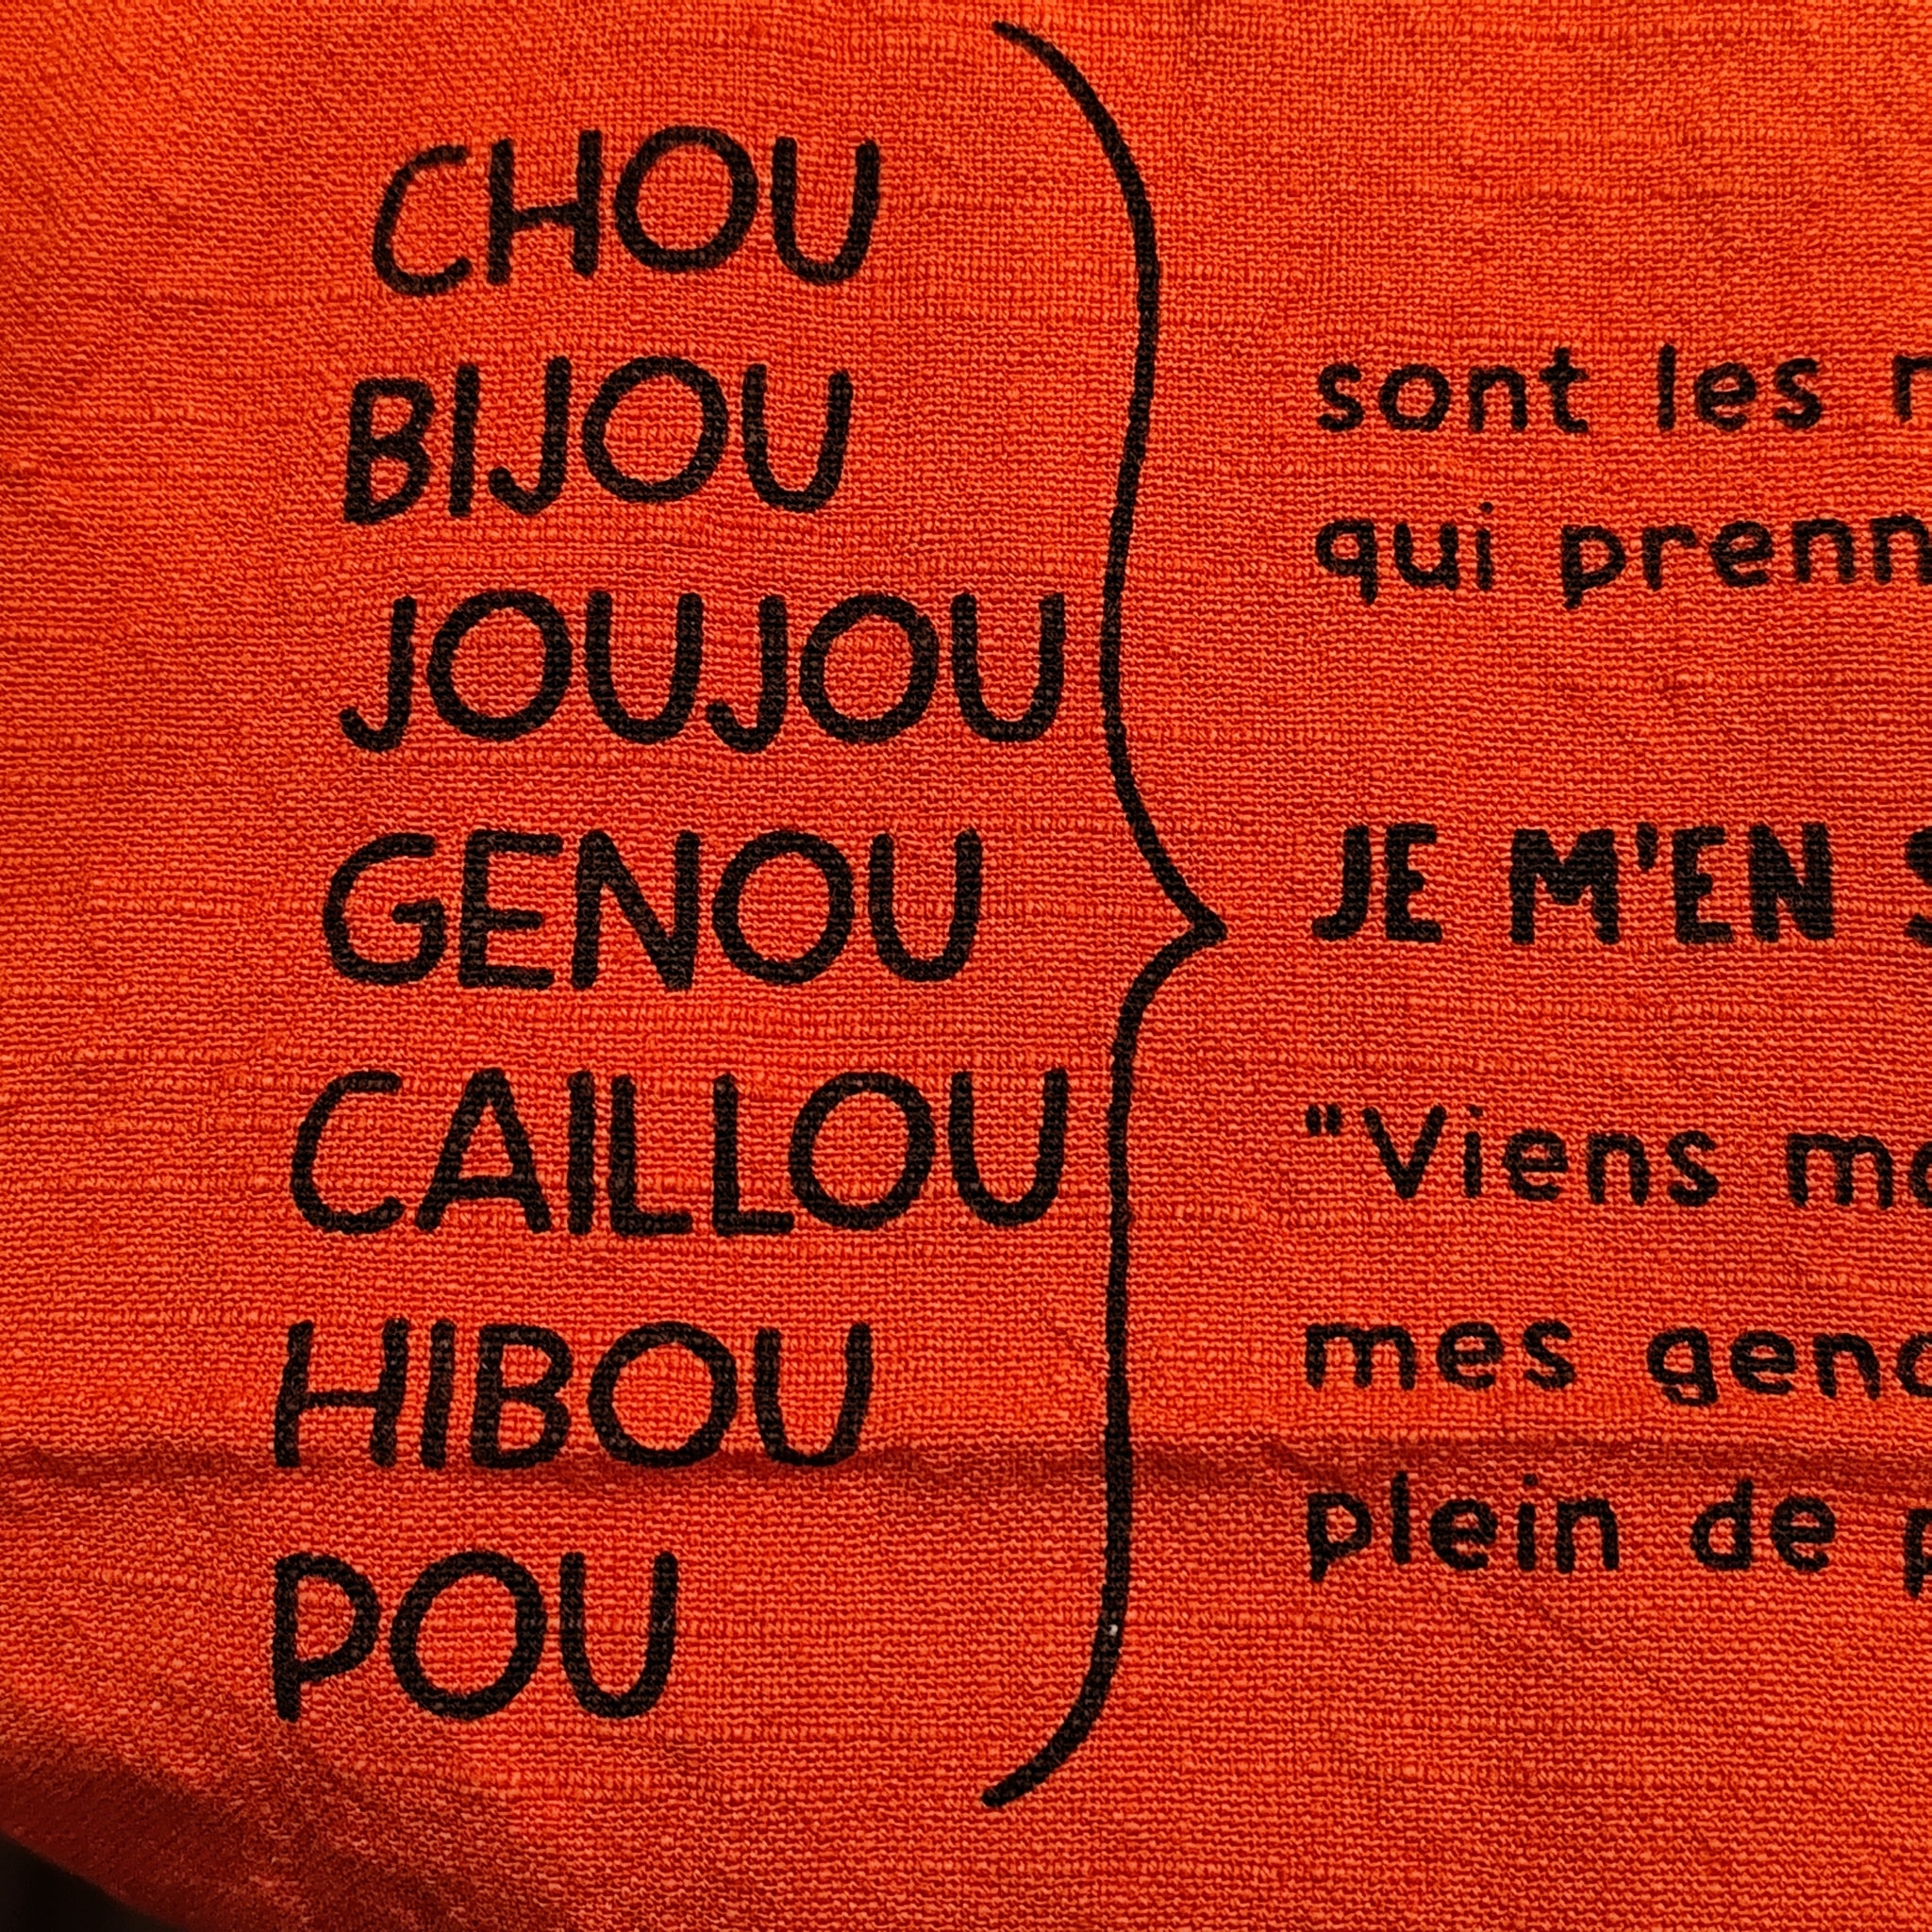 CHOU
BIJOU
JOUJOU
GENOU
CAILLOU
HIBOU
POU
sont les
qui
JE M'EN
"Viens
mes
plein de